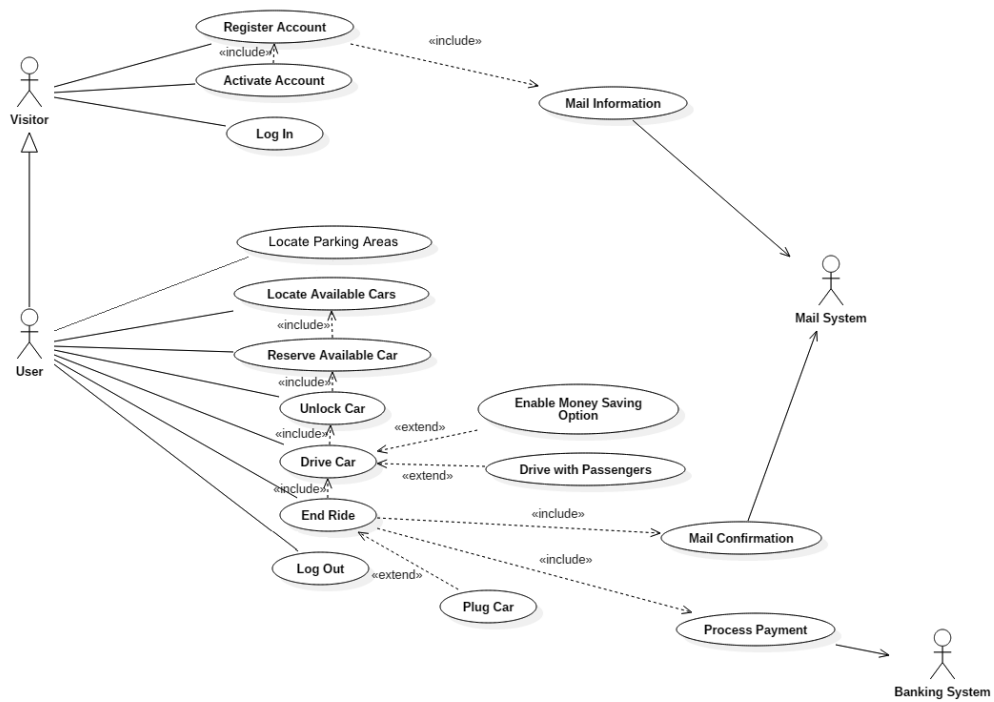 Register Account
«include»
«include»
Activate Account
Mail Information
Visitor
Log In
Locate Parking Areas
Locate Available Cars
Mail System
«include»
Reserve Available Car
User
«include»
Unlock Car
Enable Money Saving
Option
«extend»
«include»
Drive Car
Drive with Passengers
«extend»
«include»
End Ride
«include»
Mail Confirmation
«include»
Log Out
«extend»
Plug Car
Process Payment
Banking System